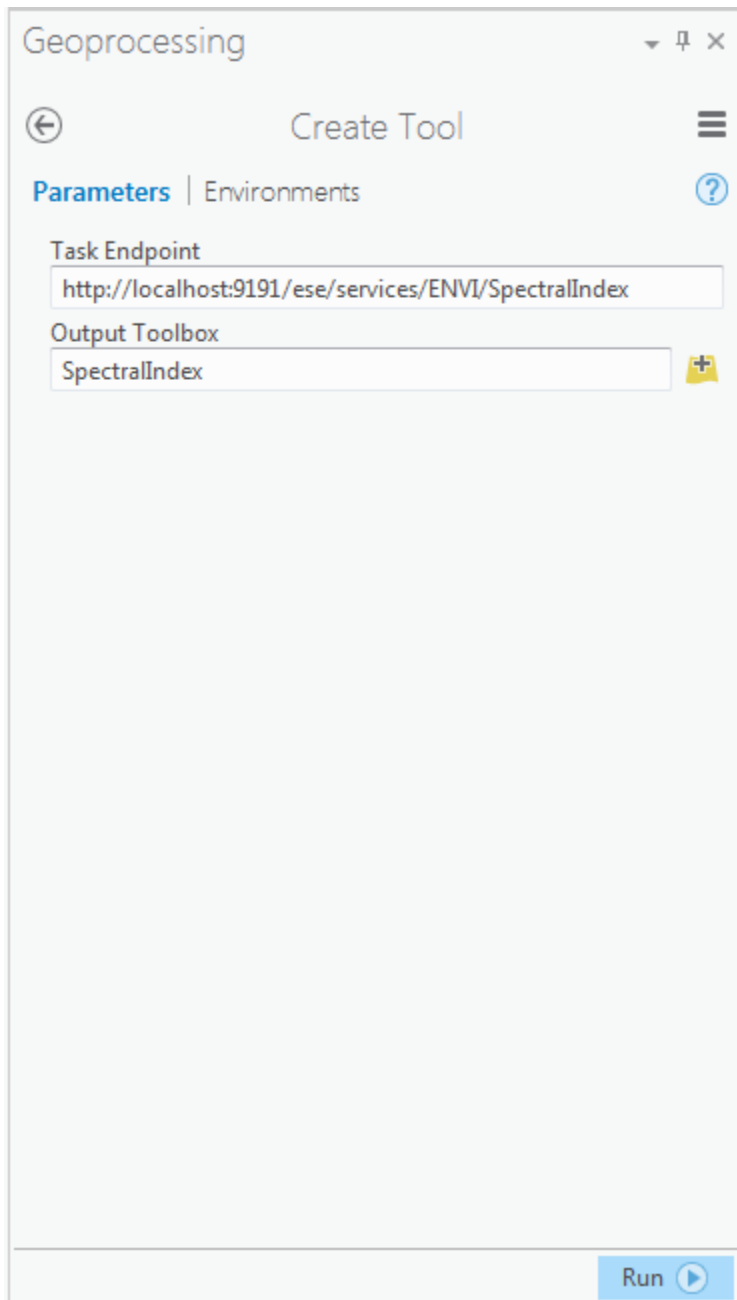 Geoprocessing
Create Tool
Parameters | Environments
Task Endpoint
http://localhost:9191/ese/services/ENVI/SpectralIndex
Output Toolbox
SpectralIndex
Run